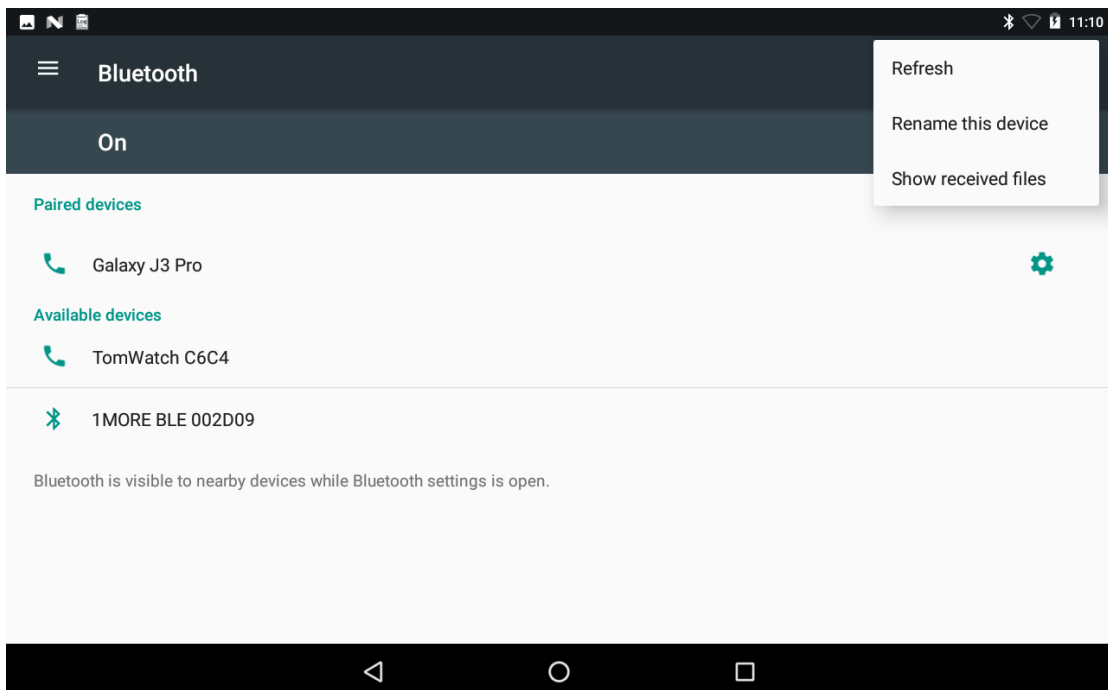 11:10
Bluetooth
On
Refresh
Rename this device
Show received files
Paired devices
Galaxy J3 Pro
Available devices
TomWatch C6C4
1MORE BLE 002D09
Bluetooth is visible to nearby devices while Bluetooth settings is open.